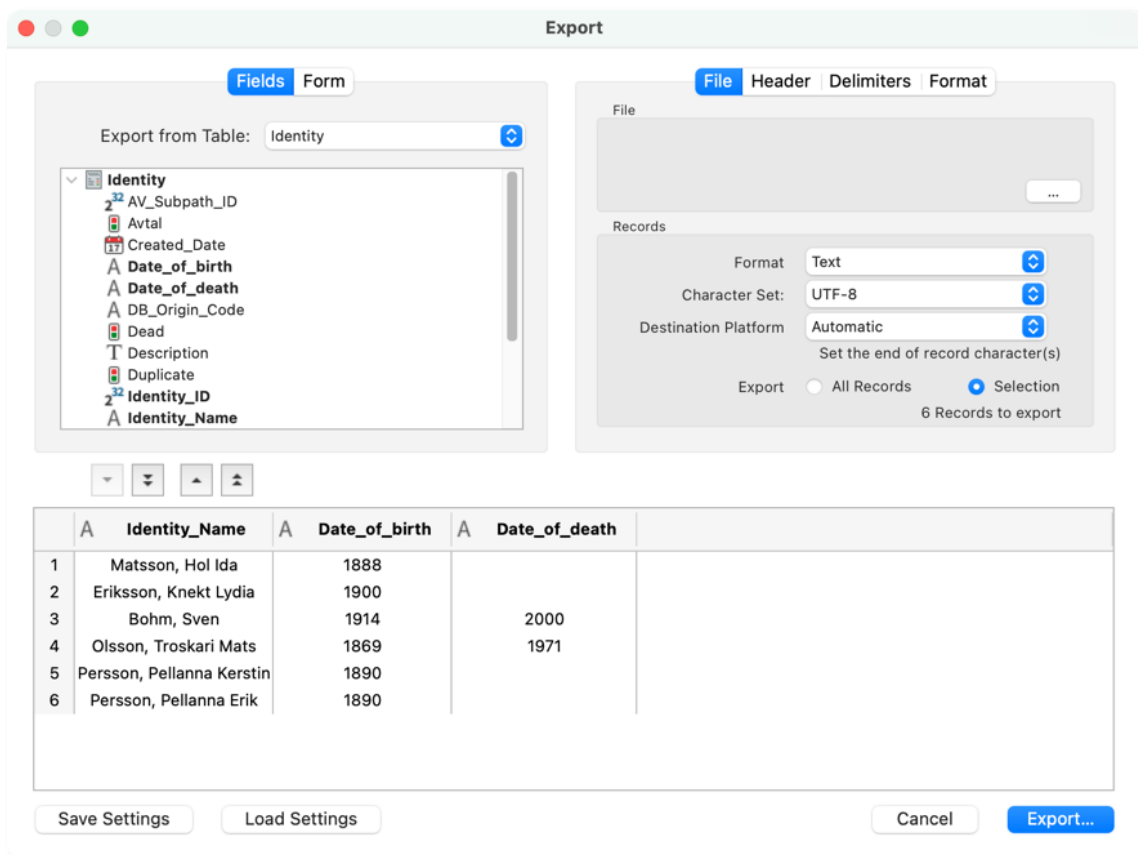 Export
Fields Form
Export from Table: Identity
Identity
2³² AV_Subpath_ID
Avtal
17 Created_Date
A Date_of_birth
A Date_of_death
A DB_Origin_Code
Dead
T Description
Duplicate
2³² Identity_ID
A Identity_Name
File Header Delimiters Format
File
...
Records
Format Text
Character Set: UTF-8
Destination Platform Automatic
Set the end of record character(s)
Export All Records Selection
6 Records to export
A Identity_Name A Date_of_birth A Date_of_death
1 Matsson, Hol Ida 1888
2 Eriksson, Knekt Lydia 1900
3 Bohm, Sven 1914 2000
4 Olsson, Troskari Mats 1869 1971
5 Persson, Pellanna Kerstin 1890
6 Persson, Pellanna Erik 1890
Save Settings Load Settings Cancel Export...